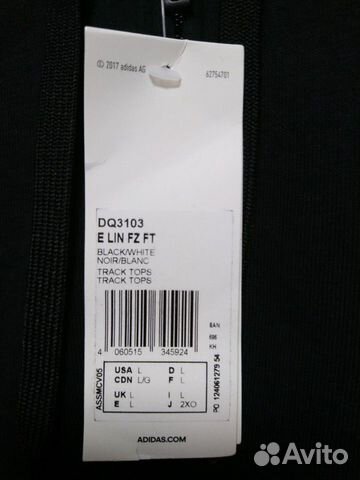 © 2017 adidas AG
62754701
DQ3103
E LIN FZ FT
BLACK/WHITE
NOIR/BLANC
TRACK TOPS
TRACK TOPS
4 060515 345924
EAN
696
KH
ASSMCV05
USA L D L
CDN L/G F L
UK L I L
E L J 2XO
PO 124061279 54
ADIDAS.COM
Avito